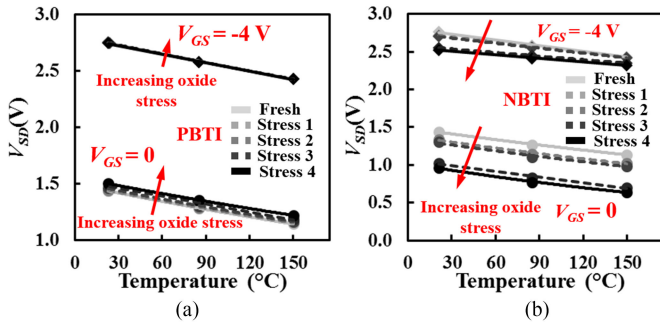 3.0
2.5
2.0
1.5
1.0
V_SD(V)
V_GS = -4 V
Increasing oxide
stress
PBTI
Fresh
Stress 1
Stress 2
Stress 3
Stress 4
V_GS = 0
Increasing oxide stress
0 30 60 90 120 150
Temperature (°C)
(a)
3.0
2.5
2.0
1.5
1.0
0.5
0.0
V_SD(V)
V_GS = -4 V
NBTI
Fresh
Stress 1
Stress 2
Stress 3
Stress 4
Increasing oxide
stress
V_GS = 0
0 30 60 90 120 150
Temperature (°C)
(b)